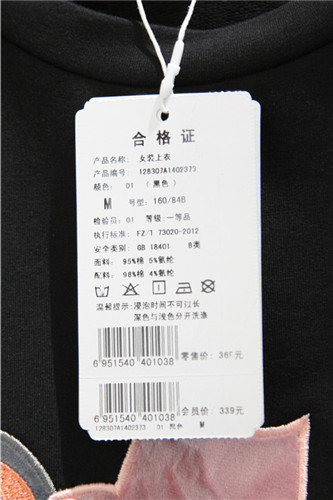 合格证
产品名称: 女装上衣
产品编号: 128307A1402373
颜色: 01 （黑色）
M 号型: 160/84B
检验员: 01 等级: 一等品
执行标准: FZ/T 73020-2012
安全类别: GB 18401 B类
面料: 95%棉 5%氨纶
配料: 96%棉 4%氨纶
温馨提示: 浸泡时间不可过长
深色与浅色分开洗涤
零售价: 369元
6 951540 401038
会员价: 339元
6 951540 401038
128307A1402373 01 黑色 M